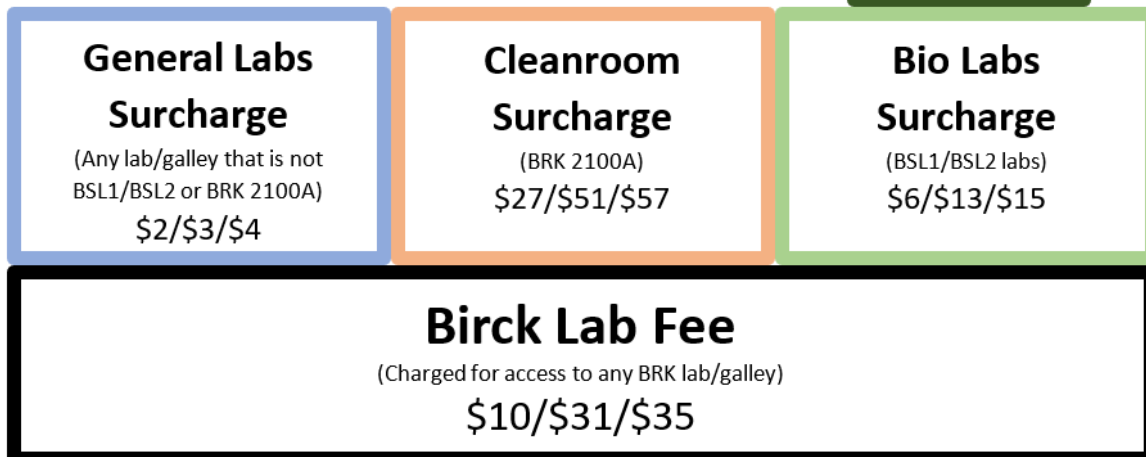 General Labs
Surcharge
(Any lab/galley that is not
BSL1/BSL2 or BRK 2100A)
$2/$3/$4
Cleanroom
Surcharge
(BRK 2100A)
$27/$51/$57
Bio Labs
Surcharge
(BSL1/BSL2 labs)
$6/$13/$15
Birck Lab Fee
(Charged for access to any BRK lab/galley)
$10/$31/$35